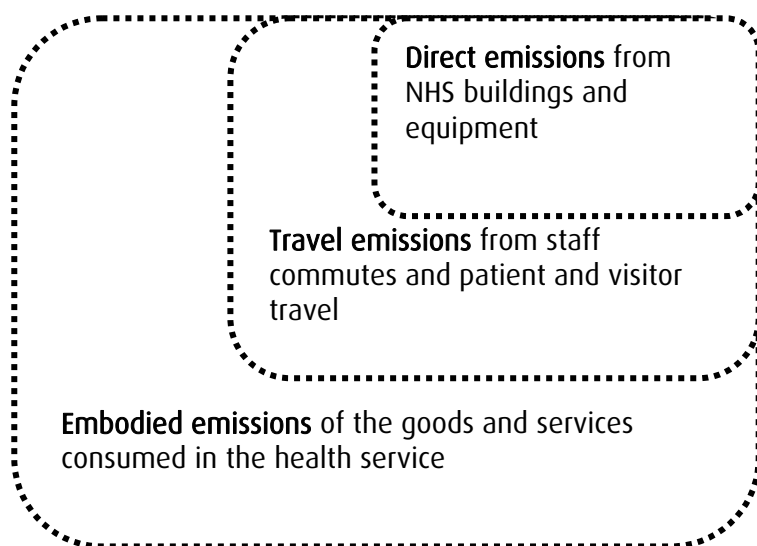 Direct emissions from
NHS buildings and
equipment
Travel emissions from staff
commutes and patient and visitor
travel
Embodied emissions of the goods and services
consumed in the health service